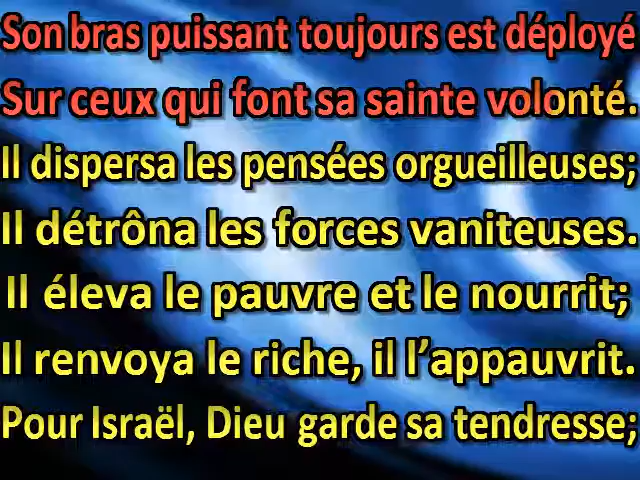 Son bras puissant toujours est déployé
Sur ceux qui font sa sainte volonté.
Il dispersa les pensées orgueilleuses;
Il détrôna les forces vaniteuses.
Il éleva le pauvre et le nourrit;
Il renvoya le riche, il l’appauvrit.
Pour Israël, Dieu garde sa tendresse;